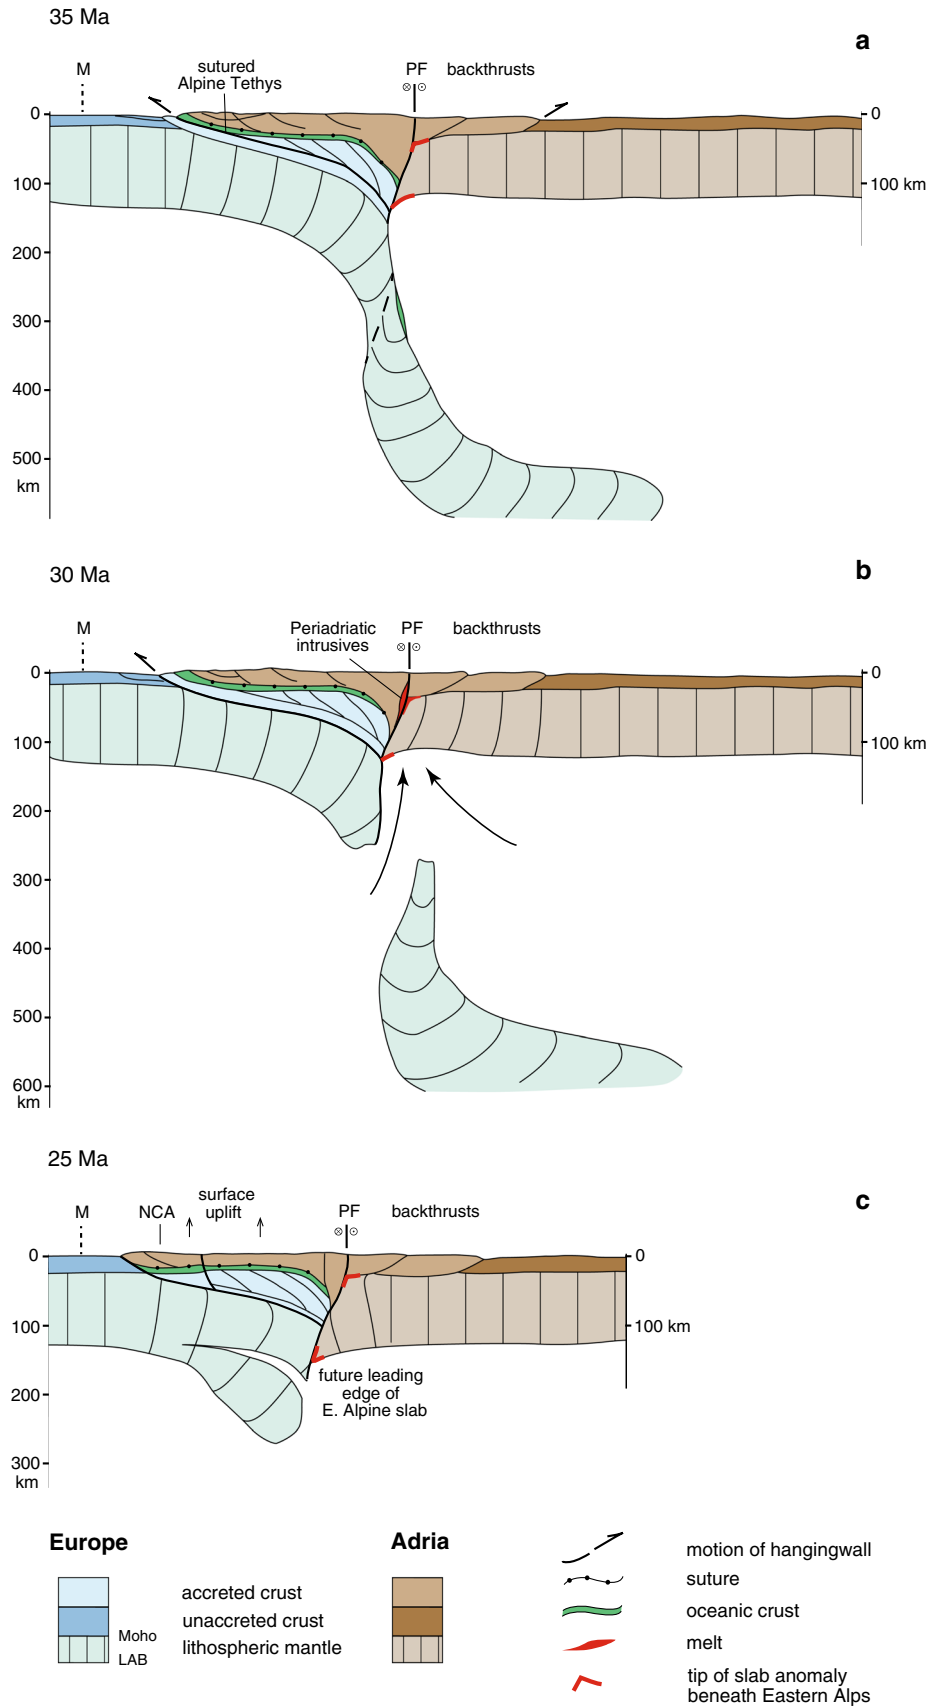 35 Ma
a
M
sutured
Alpine Tethys
PF
backthrusts
0
0
100
100 km
200
300
400
500
km
30 Ma
b
M
Periadriatic
intrusives
PF
backthrusts
0
0
100
100 km
200
300
400
500
600
km
25 Ma
c
M
NCA
surface
uplift
PF
backthrusts
0
0
100
100 km
future leading
edge of
E. Alpine slab
200
300
km
Europe
accreted crust
unaccreted crust
Moho
lithospheric mantle
LAB
Adria
motion of hangingwall
suture
oceanic crust
melt
tip of slab anomaly
beneath Eastern Alps